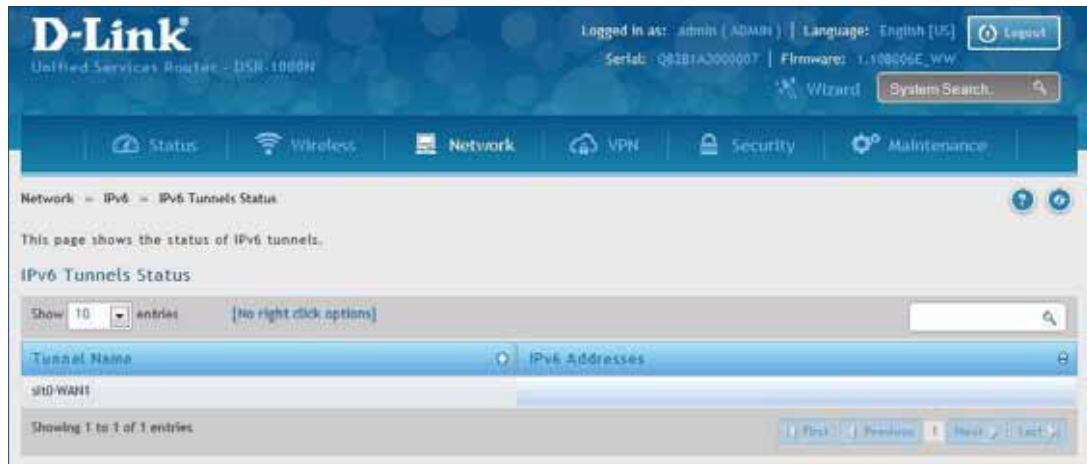 D-Link
Logged in as: admin ( ADMIN ) | Language: English [US]
Logout
Unified Services Router - DSR-1000N
Serial: | Firmware:
Wizard
System Search.
Status
Wireless
Network
VPN
Security
Maintenance
Network » IPv6 » IPv6 Tunnels Status
This page shows the status of IPv6 tunnels.
IPv6 Tunnels Status
Show 10 entries
[No right click options]
Tunnel Name
IPv6 Addresses
sit0-WAN1
Showing 1 to 1 of 1 entries
First
Previous
1
Next
Last